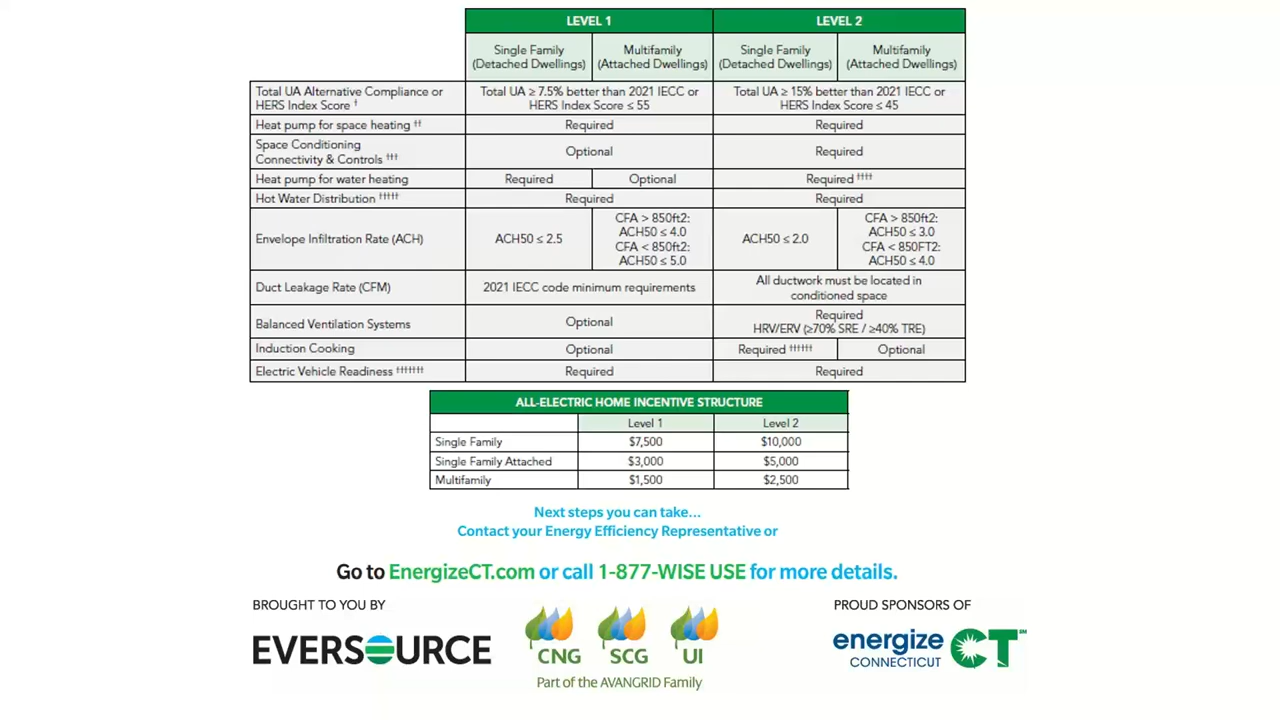 LEVEL 1 LEVEL 2
Single Family Multifamily Single Family Multifamily
(Detached Dwellings) (Attached Dwellings) (Detached Dwellings) (Attached Dwellings)
Total UA Alternative Compliance or Total UA ≥ 7.5% better than 2021 IECC or Total UA ≥ 15% better than 2021 IECC or
HERS Index Score † HERS Index Score ≤ 55 HERS Index Score ≤ 45
Heat pump for space heating †† Required Required
Space Conditioning
Connectivity & Controls ††† Optional Required
Heat pump for water heating Required Optional Required ††††
Hot Water Distribution ††††† Required Required
Envelope Infiltration Rate (ACH) ACH50 ≤ 2.5 CFA > 850ft2: ACH50 ≤ 2.0 CFA > 850ft2:
ACH50 ≤ 4.0 ACH50 ≤ 3.0
CFA < 850ft2: CFA < 850FT2:
ACH50 ≤ 5.0 ACH50 ≤ 4.0
Duct Leakage Rate (CFM) 2021 IECC code minimum requirements All ductwork must be located in
conditioned space
Balanced Ventilation Systems Optional Required
HRV/ERV (≥70% SRE / ≥40% TRE)
Induction Cooking Optional Required †††††† Optional
Electric Vehicle Readiness ††††††† Required Required
ALL-ELECTRIC HOME INCENTIVE STRUCTURE
Level 1 Level 2
Single Family $7,500 $10,000
Single Family Attached $3,000 $5,000
Multifamily $1,500 $2,500
Next steps you can take...
Contact your Energy Efficiency Representative or
Go to EnergizeCT.com or call 1-877-WISE USE for more details.
BROUGHT TO YOU BY PROUD SPONSORS OF
EVERSOURCE CNG SCG UI energize CT℠
CONNECTICUT
Part of the AVANGRID Family